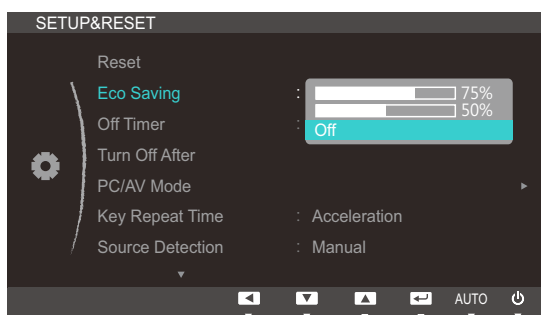 SETUP&RESET
Reset
Eco Saving : 75%
50%
Off Timer : Off
Turn Off After
PC/AV Mode
Key Repeat Time : Acceleration
Source Detection : Manual
AUTO